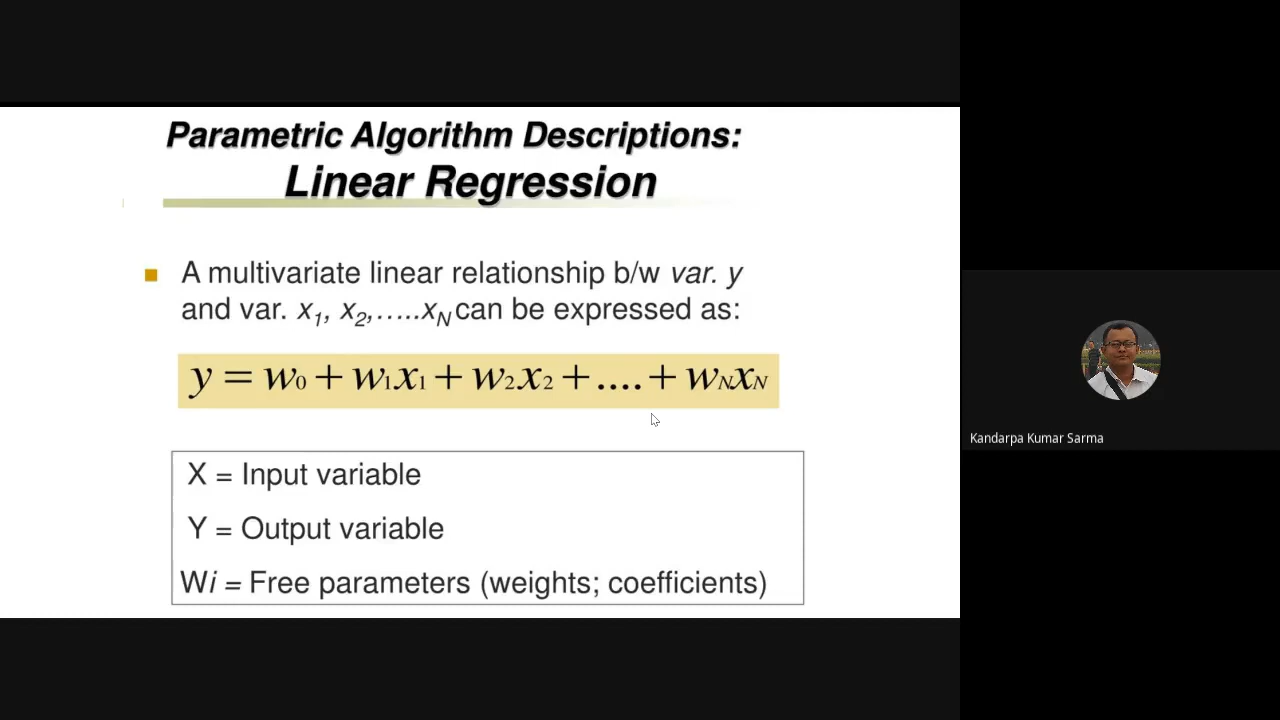 Parametric Algorithm Descriptions:
Linear Regression
A multivariate linear relationship b/w var. y
and var. x1, x2,…..xN can be expressed as:
y = w0 + w1x1 + w2x2 + .... + wNxN
X = Input variable
Y = Output variable
Wi = Free parameters (weights; coefficients)
Kandarpa Kumar Sarma